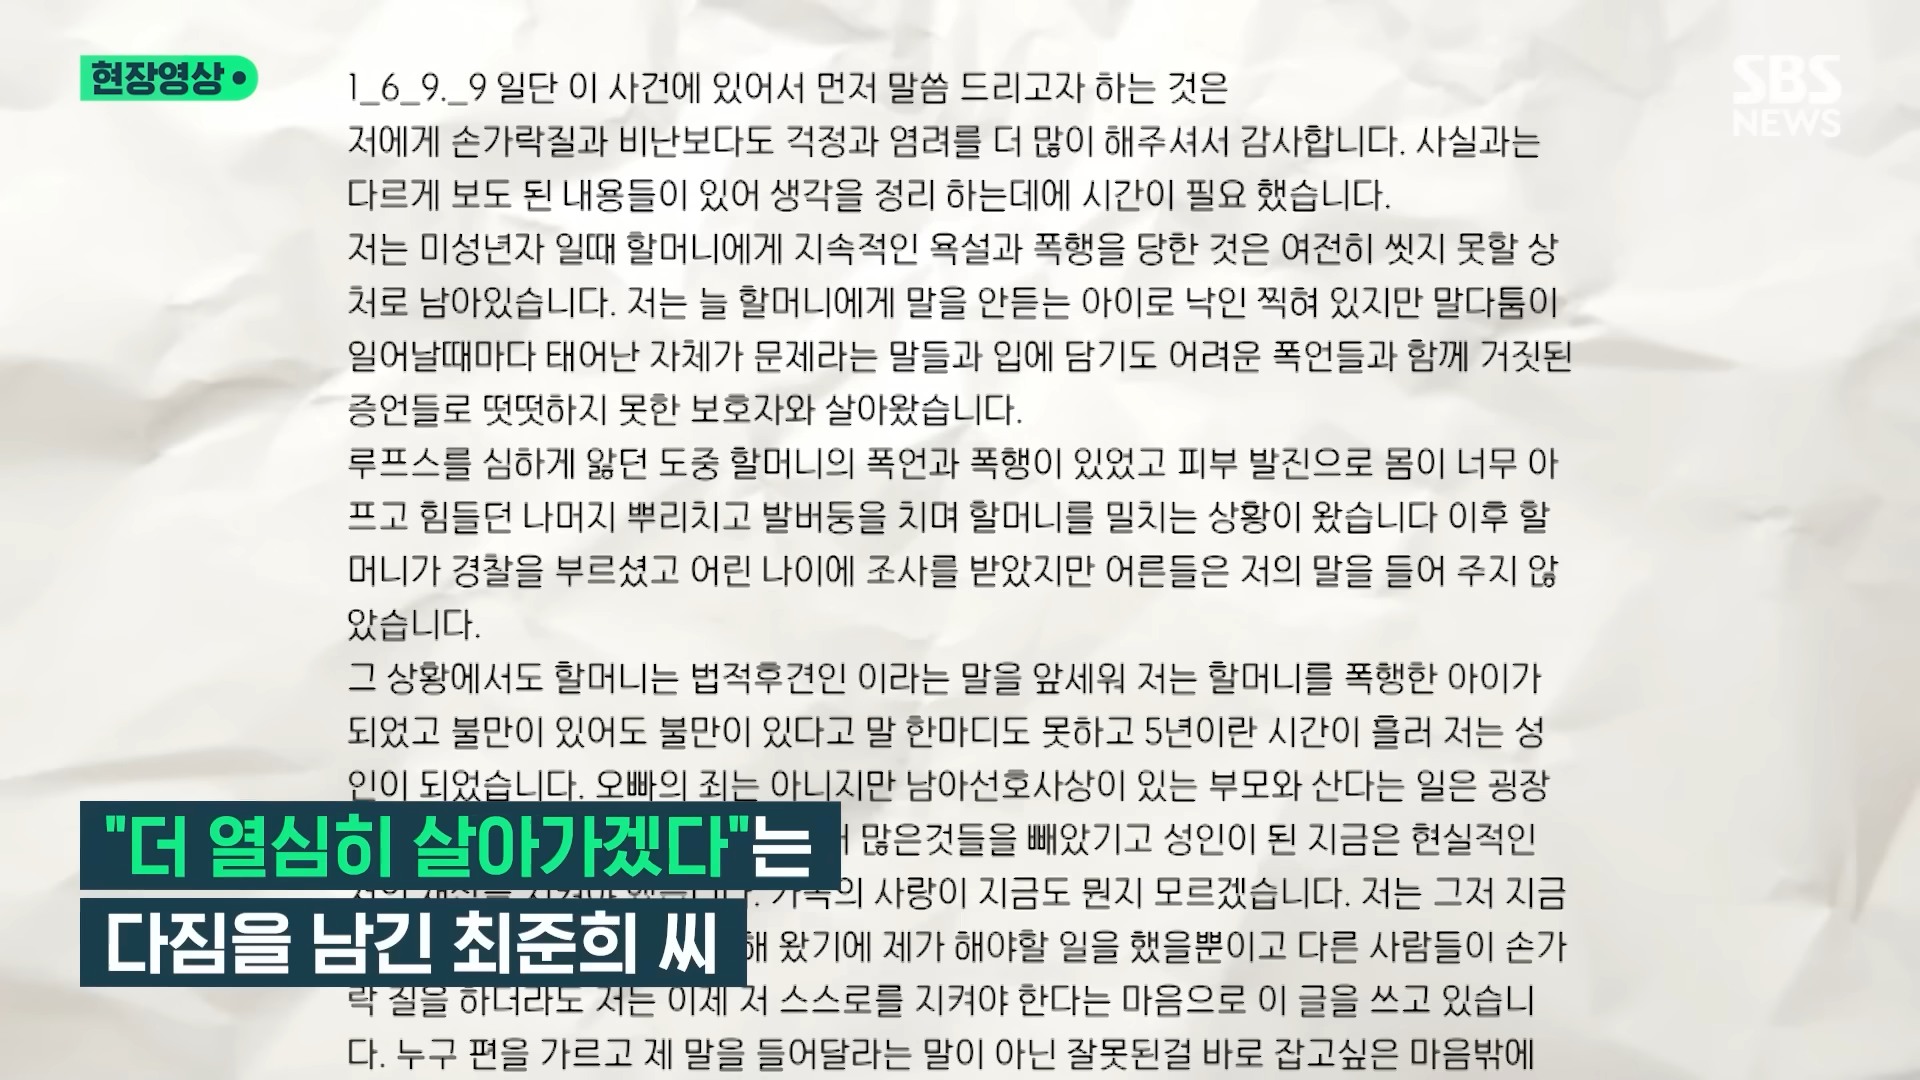 현장영상
SBS
NEWS
1_6_9._9 일단 이 사건에 있어서 먼저 말씀 드리고자 하는 것은
저에게 손가락질과 비난보다도 걱정과 염려를 더 많이 해주셔서 감사합니다. 사실과는
다르게 보도 된 내용들이 있어 생각을 정리 하는데에 시간이 필요 했습니다.
저는 미성년자 일때 할머니에게 지속적인 욕설과 폭행을 당한 것은 여전히 씻지 못할 상
처로 남아있습니다. 저는 늘 할머니에게 말을 안듣는 아이로 낙인 찍혀 있지만 말다툼이
일어날때마다 태어난 자체가 문제라는 말들과 입에 담기도 어려운 폭언들과 함께 거짓된
증언들로 떳떳하지 못한 보호자와 살아왔습니다.
루프스를 심하게 앓던 도중 할머니의 폭언과 폭행이 있었고 피부 발진으로 몸이 너무 아
프고 힘들던 나머지 뿌리치고 발버둥을 치며 할머니를 밀치는 상황이 왔습니다 이후 할
머니가 경찰을 부르셨고 어린 나이에 조사를 받았지만 어른들은 저의 말을 들어 주지 않
았습니다.
그 상황에서도 할머니는 법적후견인 이라는 말을 앞세워 저는 할머니를 폭행한 아이가
되었고 불만이 있어도 불만이 있다고 말 한마디도 못하고 5년이란 시간이 흘러 저는 성
인이 되었습니다. 오빠의 죄는 아니지만 남아선호사상이 있는 부모와 산다는 일은 굉장
많은것들을 빼았기고 성인이 된 지금은 현실적인
가족의 사랑이 지금도 뭔지 모르겠습니다. 저는 그저 지금
해 왔기에 제가 해야할 일을 했을뿐이고 다른 사람들이 손가
락 질을 하더라도 저는 이제 저 스스로를 지켜야 한다는 마음으로 이 글을 쓰고 있습니
다. 누구 편을 가르고 제 말을 들어달라는 말이 아닌 잘못된걸 바로 잡고싶은 마음밖에
"더 열심히 살아가겠다"는
다짐을 남긴 최준희 씨